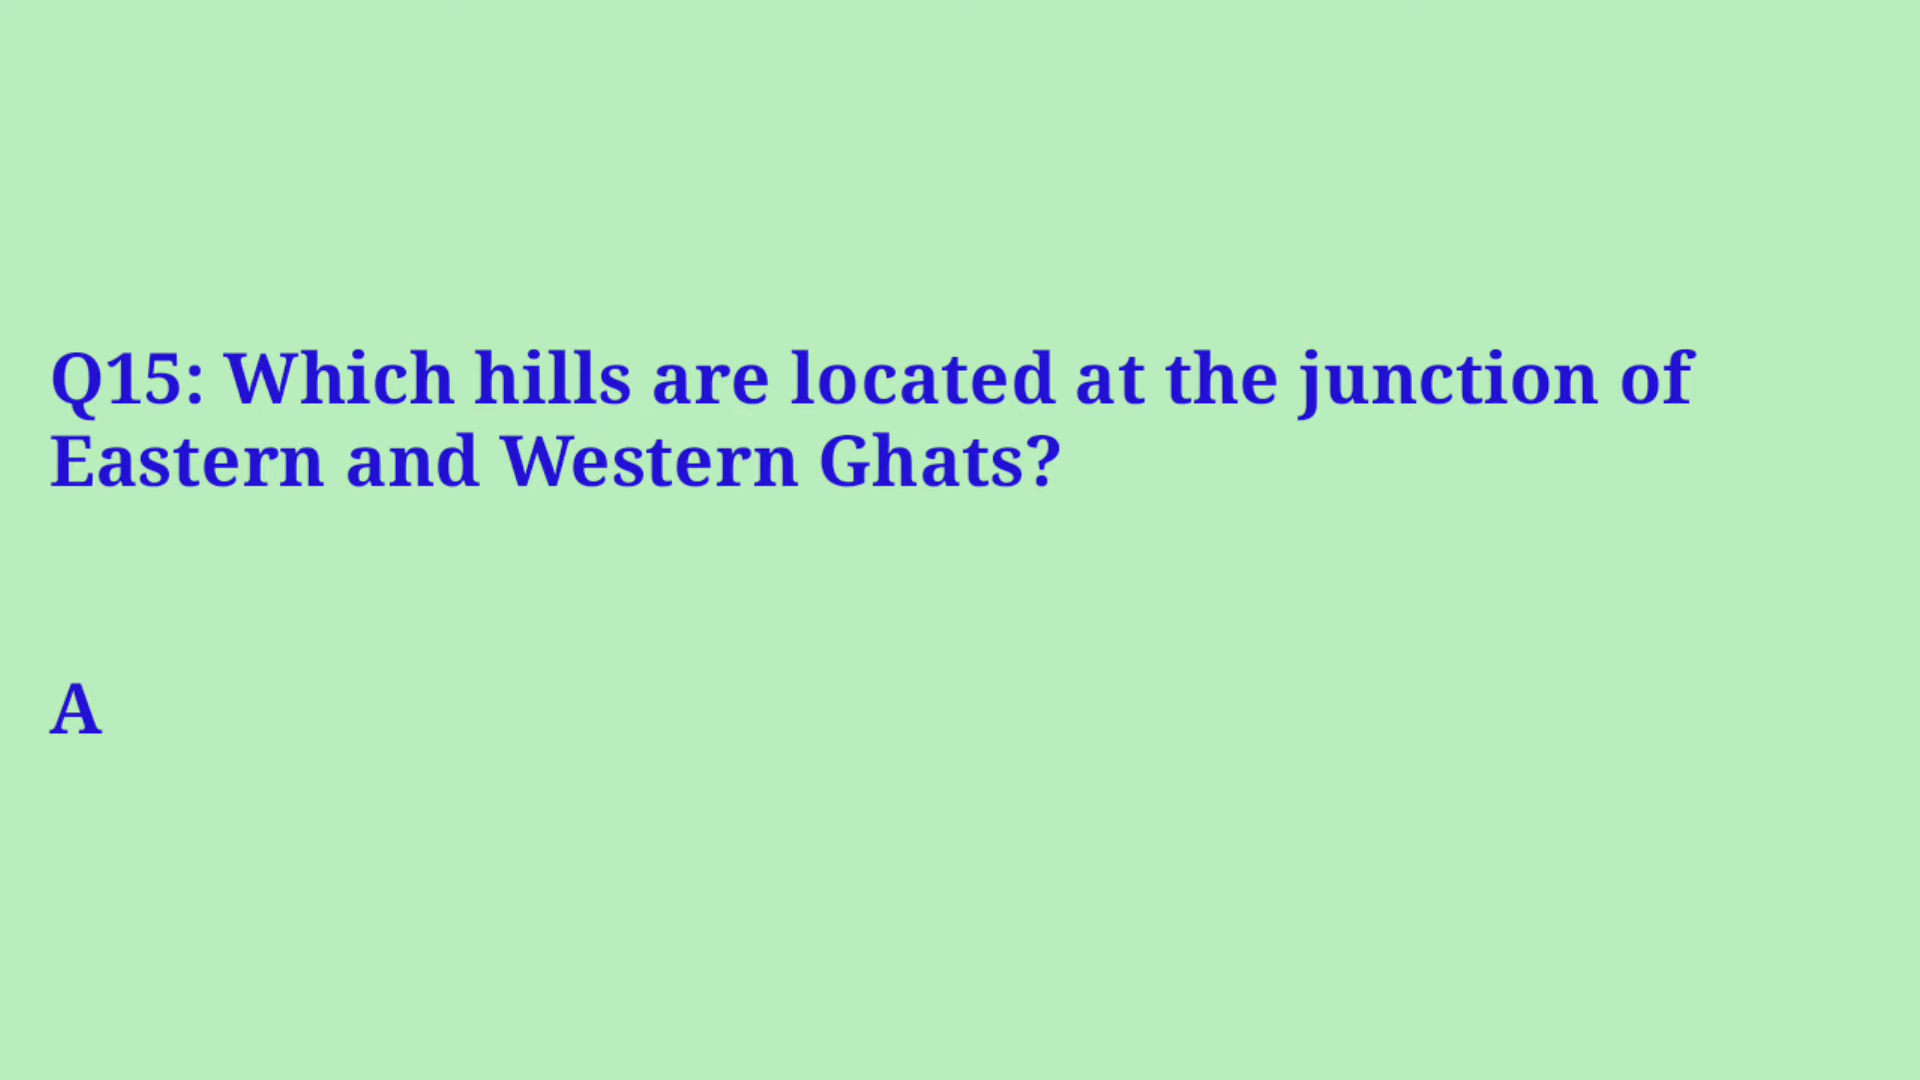 Q15: Which hills are located at the junction of
Eastern and Western Ghats?
A